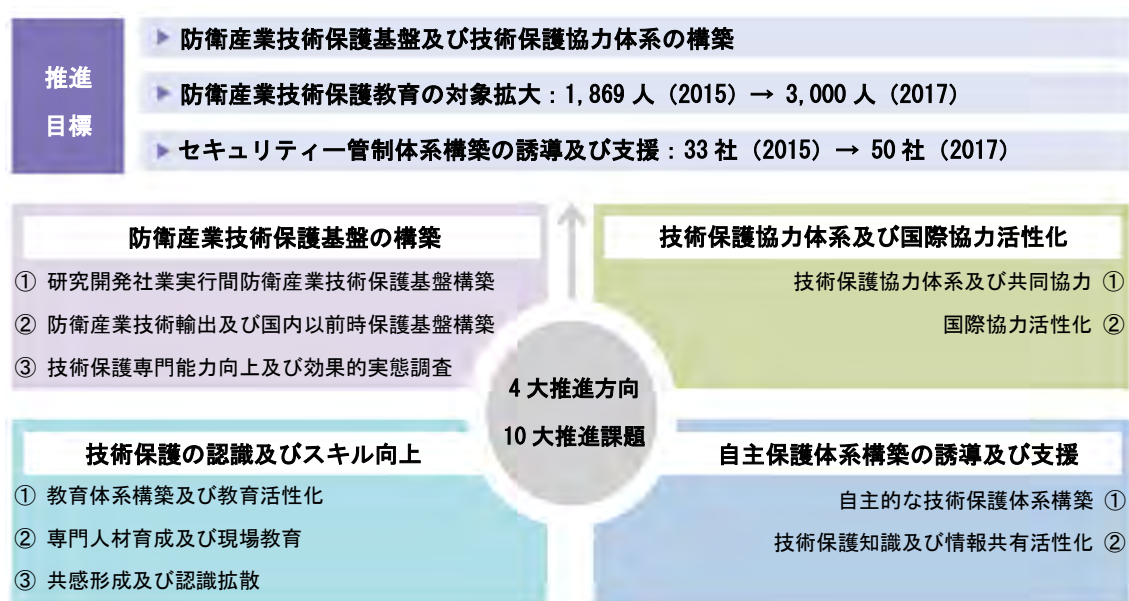 推進
目標
防衛産業技術保護基盤及び技術保護協力体系の構築
防衛産業技術保護教育の対象拡大：1,869 人（2015）→ 3,000 人（2017）
セキュリティー管制体系構築の誘導及び支援：33 社（2015）→ 50 社（2017）
防衛産業技術保護基盤の構築
① 研究開発社業実行間防衛産業技術保護基盤構築
② 防衛産業技術輸出及び国内以前時保護基盤構築
③ 技術保護専門能力向上及び効果的実態調査
技術保護協力体系及び国際協力活性化
技術保護協力体系及び共同協力 ①
国際協力活性化 ②
4 大推進方向
10 大推進課題
技術保護の認識及びスキル向上
① 教育体系構築及び教育活性化
② 専門人材育成及び現場教育
③ 共感形成及び認識拡散
自主保護体系構築の誘導及び支援
自主的な技術保護体系構築 ①
技術保護知識及び情報共有活性化 ②